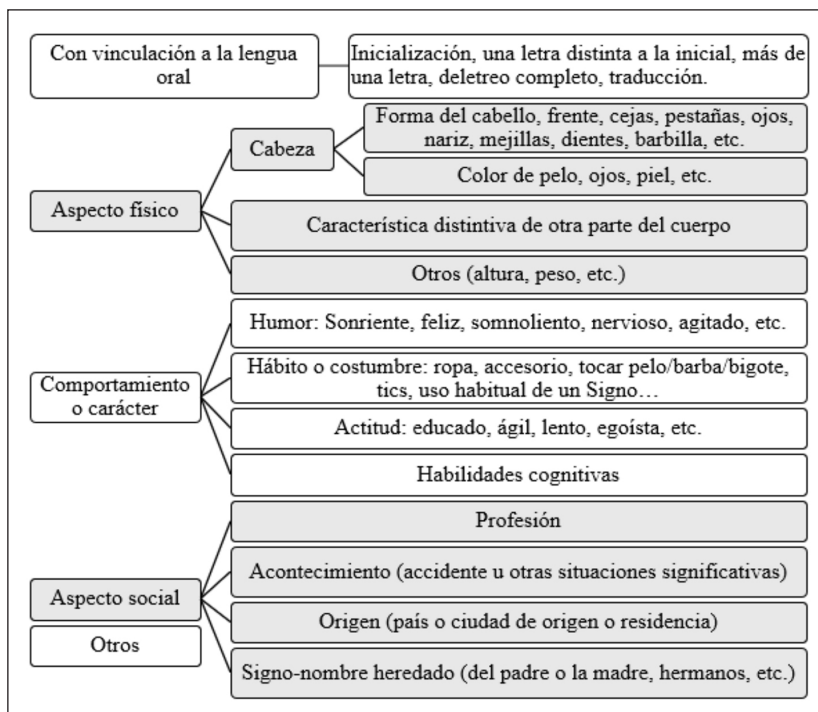 Con vinculación a la lengua
oral
Inicialización, una letra distinta a la inicial, más de
una letra, deletreo completo, traducción.
Aspecto físico
Cabeza
Forma del cabello, frente, cejas, pestañas, ojos,
nariz, mejillas, dientes, barbilla, etc.
Color de pelo, ojos, piel, etc.
Característica distintiva de otra parte del cuerpo
Otros (altura, peso, etc.)
Comportamiento
o carácter
Humor: Sonriente, feliz, somnoliento, nervioso, agitado, etc.
Hábito o costumbre: ropa, accesorio, tocar pelo/barba/bigote,
tics, uso habitual de un Signo…
Actitud: educado, ágil, lento, egoísta, etc.
Habilidades cognitivas
Aspecto social
Profesión
Acontecimiento (accidente u otras situaciones significativas)
Origen (país o ciudad de origen o residencia)
Signo-nombre heredado (del padre o la madre, hermanos, etc.)
Otros